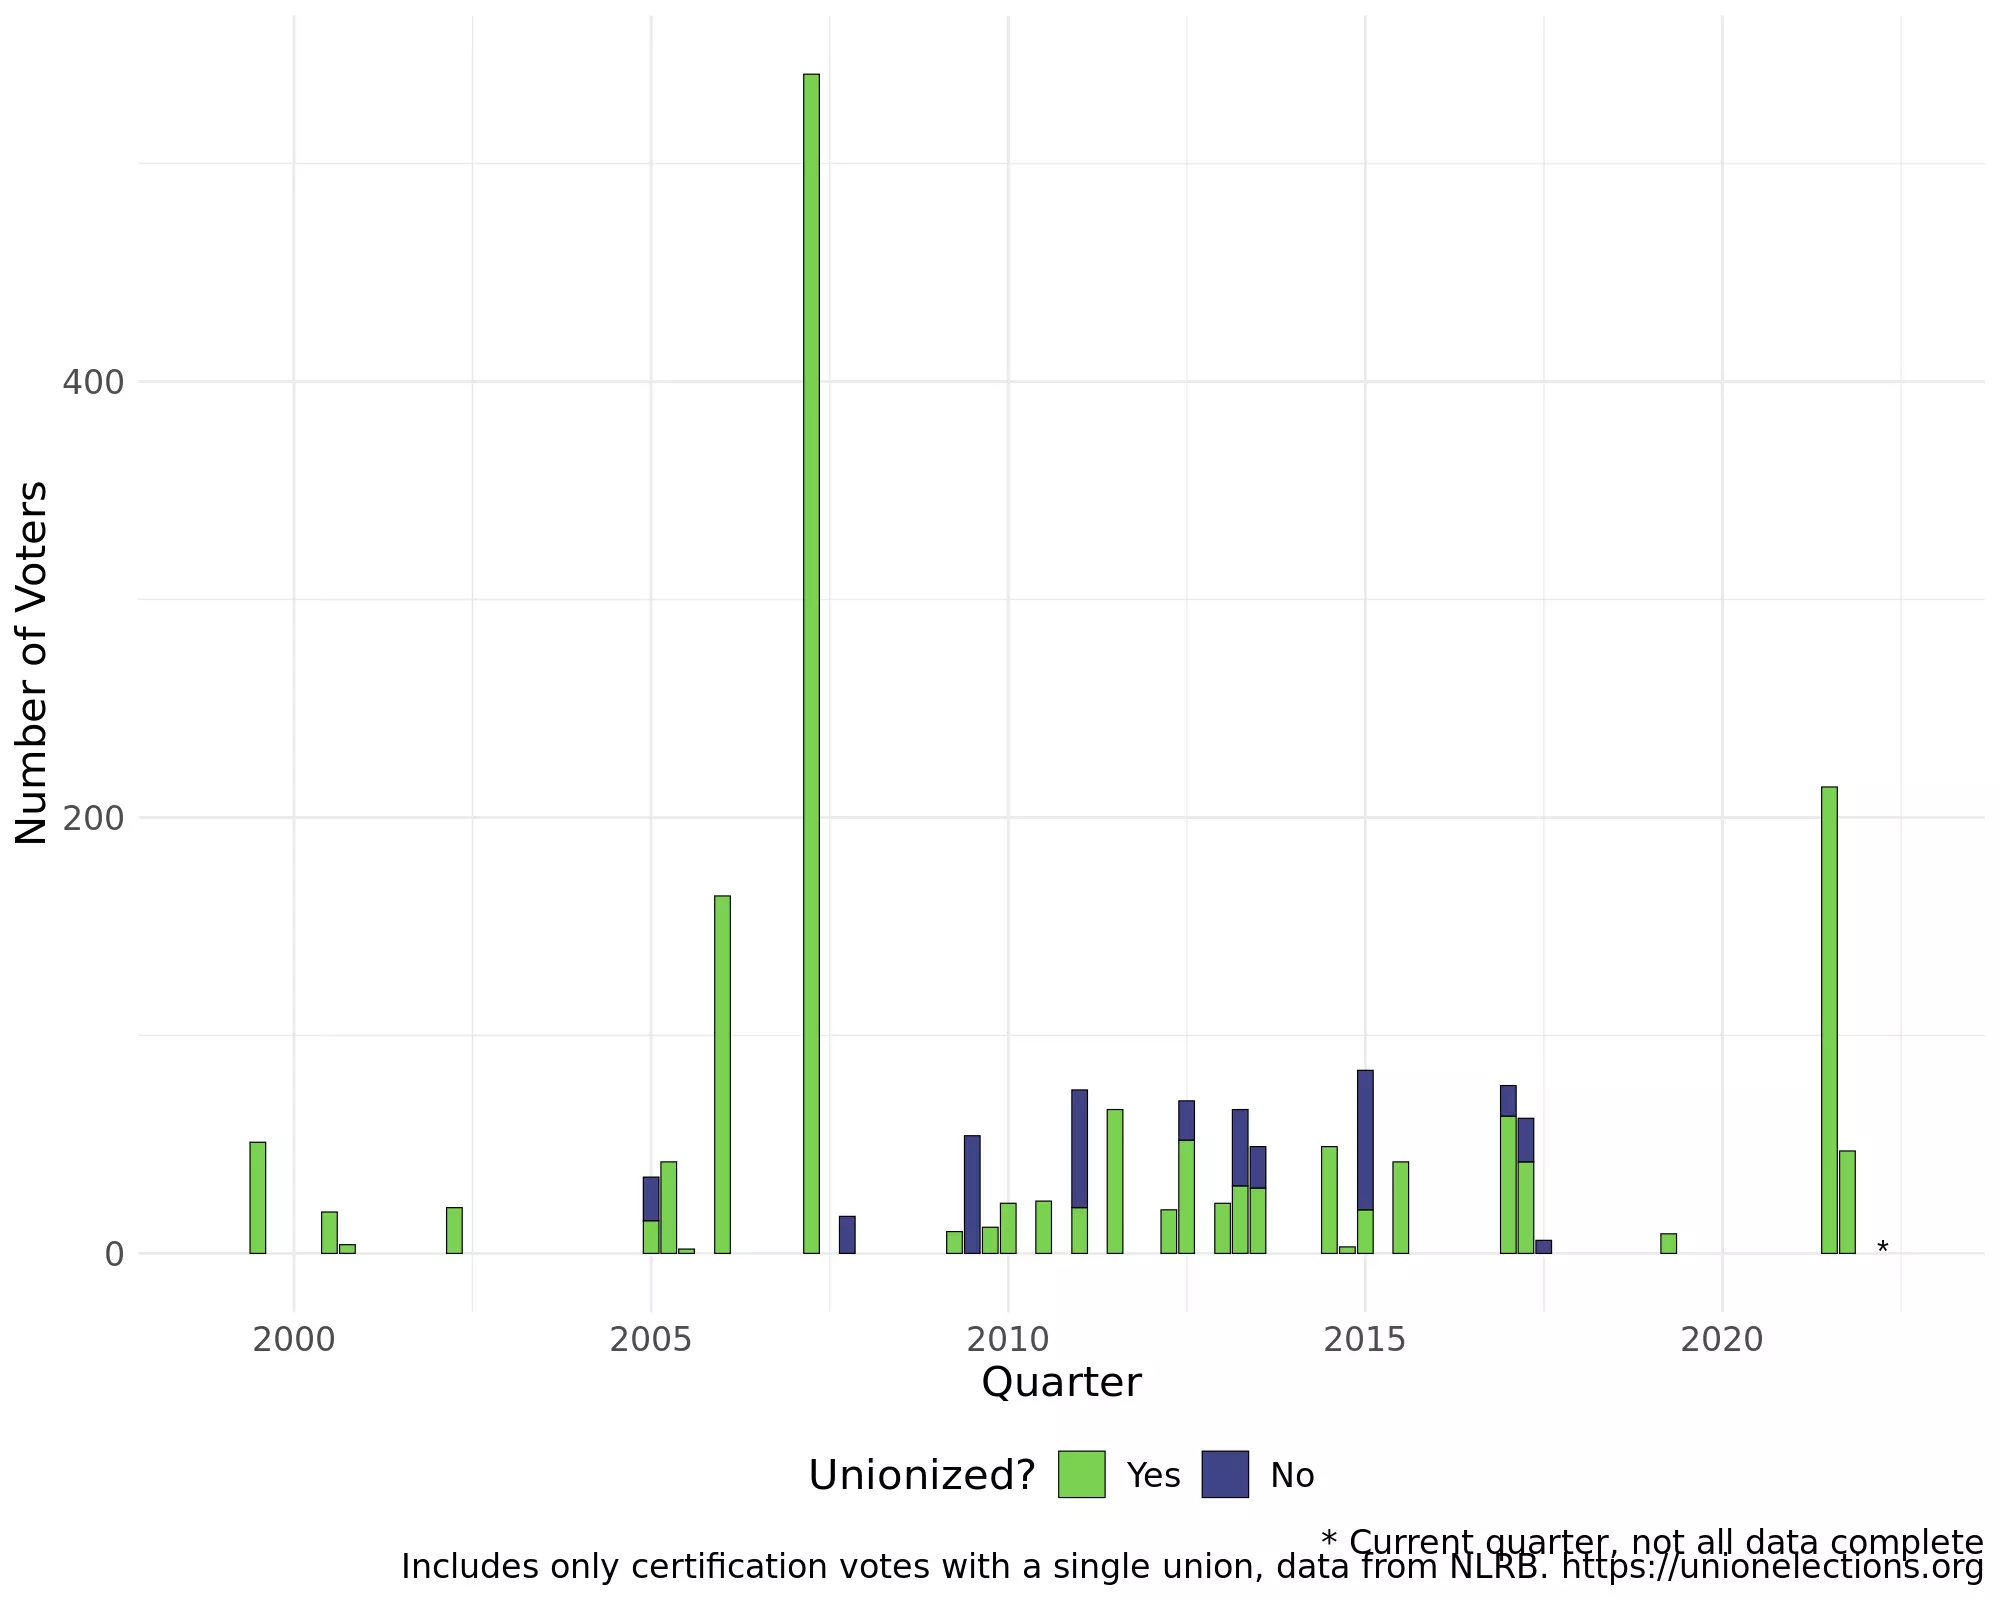 Number of Voters
400
200
0
*
2000 2005 2010 2015 2020
Quarter
Unionized? Yes No
* Current quarter, not all data complete
Includes only certification votes with a single union, data from NLRB. https://unionelections.org